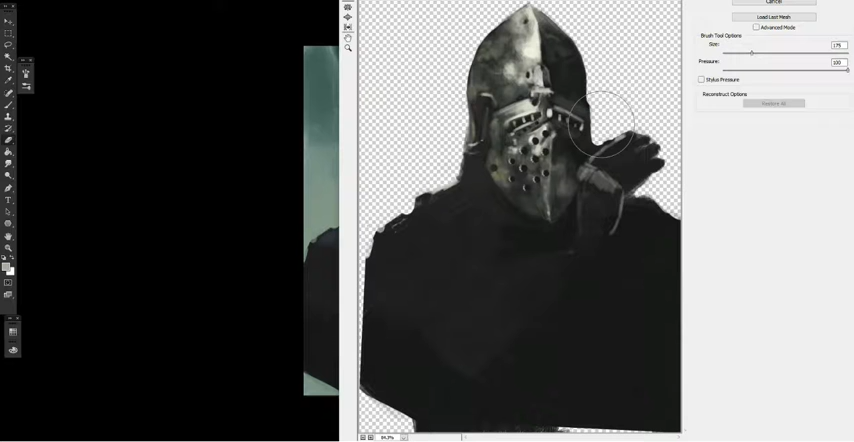 Cancel
Load Last Mesh
Advanced Mode
Brush Tool Options
Size:
175
Pressure:
100
Stylus Pressure
Reconstruct Options
Restore All